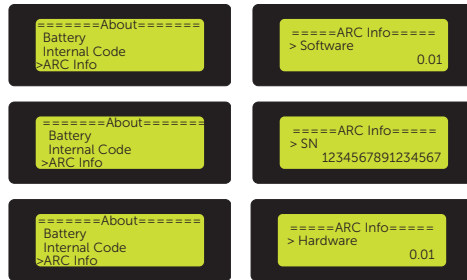 =======About=======
Battery
Internal Code
>ARC Info
=====ARC Info=====
> Software
0.01
=======About=======
Battery
Internal Code
>ARC Info
=====ARC Info=====
> SN
1234567891234567
=======About=======
Battery
Internal Code
>ARC Info
=====ARC Info=====
> Hardware
0.01